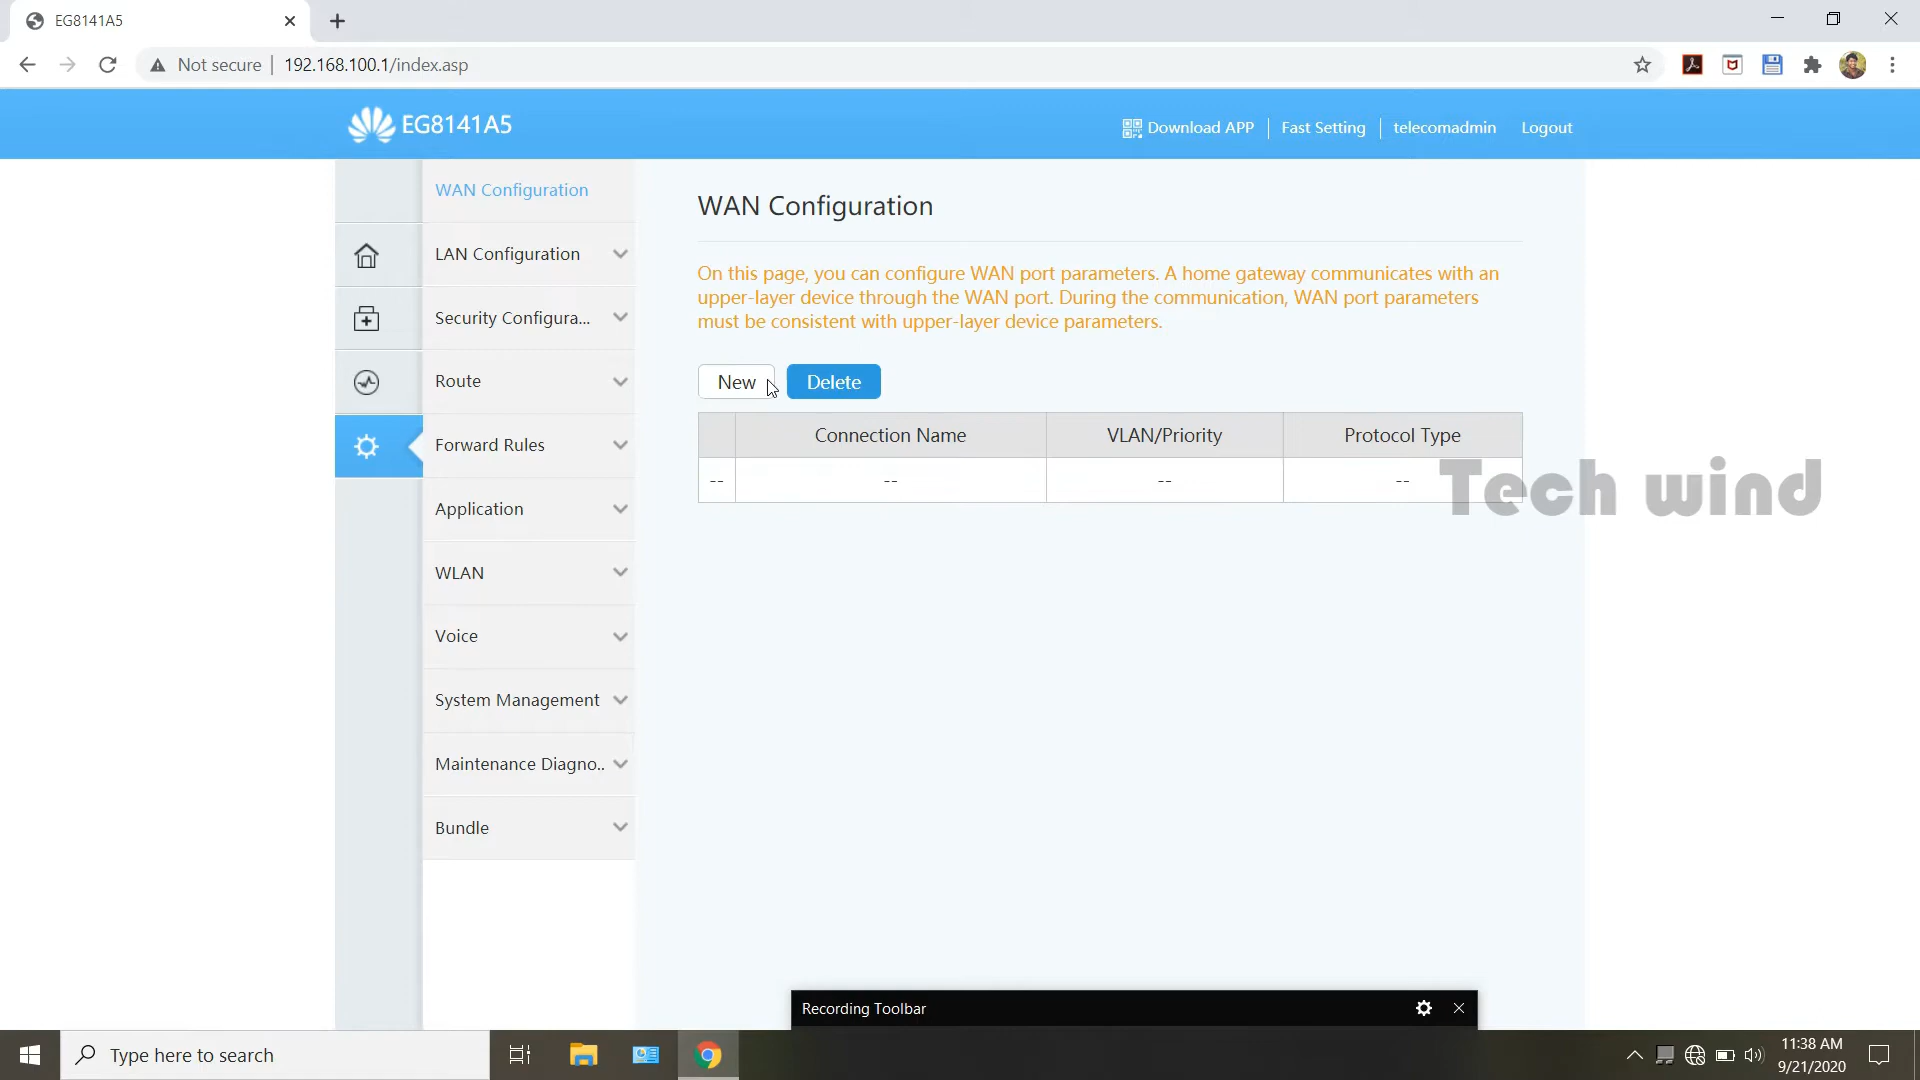 EG8141A5
Not secure
192.168.100.1/index.asp
EG8141A5
Download APP
Fast Setting
telecomadmin
Logout
WAN Configuration
LAN Configuration
Security Configura...
Route
Forward Rules
Application
WLAN
Voice
System Management
Maintenance Diagno..
Bundle
WAN Configuration
On this page, you can configure WAN port parameters. A home gateway communicates with an
upper-layer device through the WAN port. During the communication, WAN port parameters
must be consistent with upper-layer device parameters.
New
Delete
Connection Name VLAN/Priority Protocol Type
-- -- -- --
Tech wind
Recording Toolbar
Type here to search
11:38 AM
9/21/2020